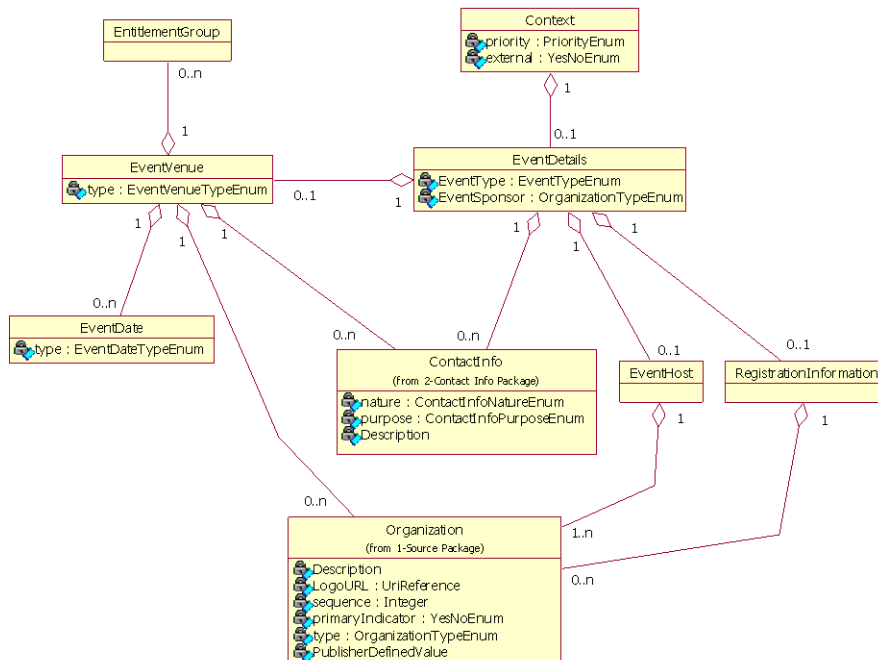 Context
priority : PriorityEnum
external : YesNoEnum
EntitlementGroup
0..n
1
1
0..1
EventVenue
type : EventVenueTypeEnum
0..1
1
EventDetails
EventType : EventTypeEnum
EventSponsor : OrganizationTypeEnum
1
1
1
1
1
1
0..n
EventDate
type : EventDateTypeEnum
0..n
0..n
0..1
0..1
ContactInfo
(from 2-Contact Info Package)
nature : ContactInfoNatureEnum
purpose : ContactInfoPurposeEnum
Description
EventHost
RegistrationInformation
1
1
0..n
1..n
0..n
Organization
(from 1-Source Package)
Description
LogoURL : UriReference
sequence : Integer
primaryIndicator : YesNoEnum
type : OrganizationTypeEnum
PublisherDefinedValue